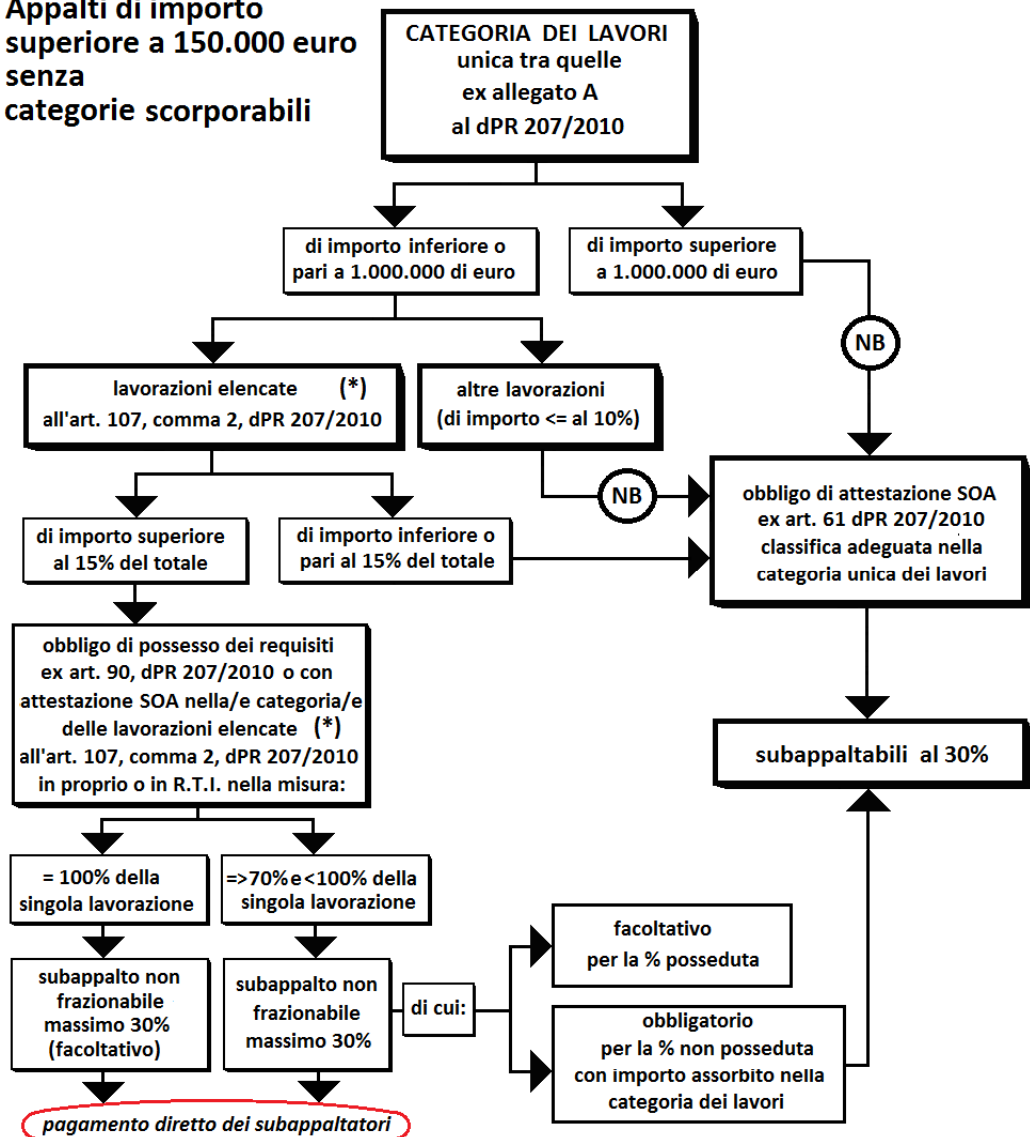 Appalti di importo
superiore a 150.000 euro
senza
categorie scorporabili
CATEGORIA DEI LAVORI
unica tra quelle
ex allegato A
al dPR 207/2010
di importo inferiore o
pari a 1.000.000 di euro
di importo superiore
a 1.000.000 di euro
NB
lavorazioni elencate (*)
all'art. 107, comma 2, dPR 207/2010
altre lavorazioni
(di importo <= al 10%)
NB
obbligo di attestazione SOA
ex art. 61 dPR 207/2010
classifica adeguata nella
categoria unica dei lavori
di importo superiore
al 15% del totale
di importo inferiore o
pari al 15% del totale
obbligo di possesso dei requisiti
ex art. 90, dPR 207/2010 o con
attestazione SOA nella/e categoria/e
delle lavorazioni elencate (*)
all'art. 107, comma 2, dPR 207/2010
in proprio o in R.T.I. nella misura:
subappaltabili al 30%
= 100% della
singola lavorazione
=>70% e <100% della
singola lavorazione
subappalto non
frazionabile
massimo 30%
(facoltativo)
subappalto non
frazionabile
massimo 30%
di cui:
facoltativo
per la % posseduta
obbligatorio
per la % non posseduta
con importo assorbito nella
categoria dei lavori
pagamento diretto dei subappaltatori